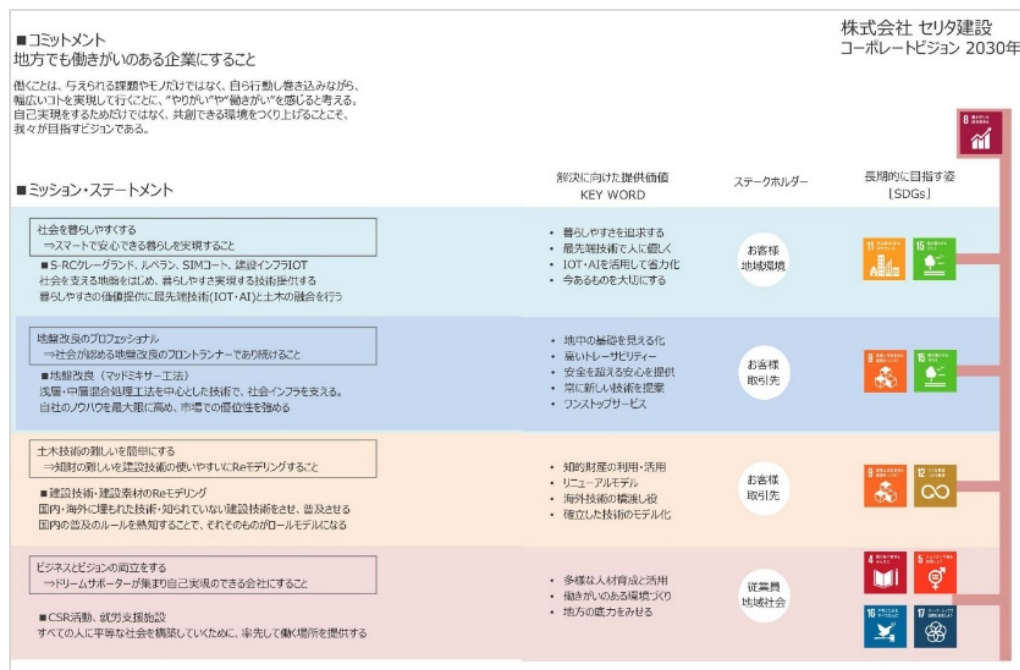 株式会社 セリタ建設
コーポレートビジョン 2030年
■コミットメント
地方でも働きがいのある企業にすること
働くことは、与えられる課題やモノだけではなく、自ら行動し巻き込みながら、
幅広いコトを実現して行くことに、“やりがい”や“働きがい”を感じると考える。
自己実現をするためだけではなく、共創できる環境をつくり上げることこそ、
我々が目指すビジョンである。
8
■ミッション・ステートメント
解決に向けた提供価値
KEY WORD
ステークホルダー
長期的に目指す姿
[SDGs]
社会を暮らしやすくする
⇒スマートで安心できる暮らしを実現すること
■S-RCクレーグランド、ルベラン、SIMコート、建設インフラIOT
社会を支える地盤をはじめ、暮らしやすさ実現する技術提供する
暮らしやすさの価値提供に最先端技術(IOT・AI)と土木の融合を行う
• 暮らしやすさを追求する
• 最先端技術で人に優しく
• IOT・AIを活用して省力化
• 今あるものを大切にする
お客様
地域環境
11
15
地盤改良のプロフェッショナル
⇒社会が認める地盤改良のフロントランナーであり続けること
■地盤改良（マッドミキサー工法）
浅層・中層混合処理工法を中心とした技術で、社会インフラを支える。
自社のノウハウを最大限に高め、市場での優位性を強める
• 地中の基礎を見える化
• 高いトレーサビリティー
• 安全を超える安心を提供
• 常に新しい技術を提案
• ワンストップサービス
お客様
取引先
9
15
土木技術の難しいを簡単にする
⇒知財の難しいを建設技術の使いやすいにReモデリングすること
■建設技術・建設素材のReモデリング
国内・海外に埋もれた技術・知られていない建設技術をさせ、普及させる
国内の普及のルールを熟知することで、それそのものがロールモデルになる
• 知的財産の利用・活用
• リニューアルモデル
• 海外技術の橋渡し役
• 確立した技術のモデル化
お客様
取引先
9
12
ビジネスとビジョンの両立をする
⇒ドリームサポーターが集まり自己実現のできる会社にすること
■CSR活動、就労支援施設
すべての人に平等な社会を構築していくために、率先して働く場所を提供する
• 多様な人材育成と活用
• 働きがいのある環境づくり
• 地方の底力をみせる
従業員
地域社会
4
5
16
17